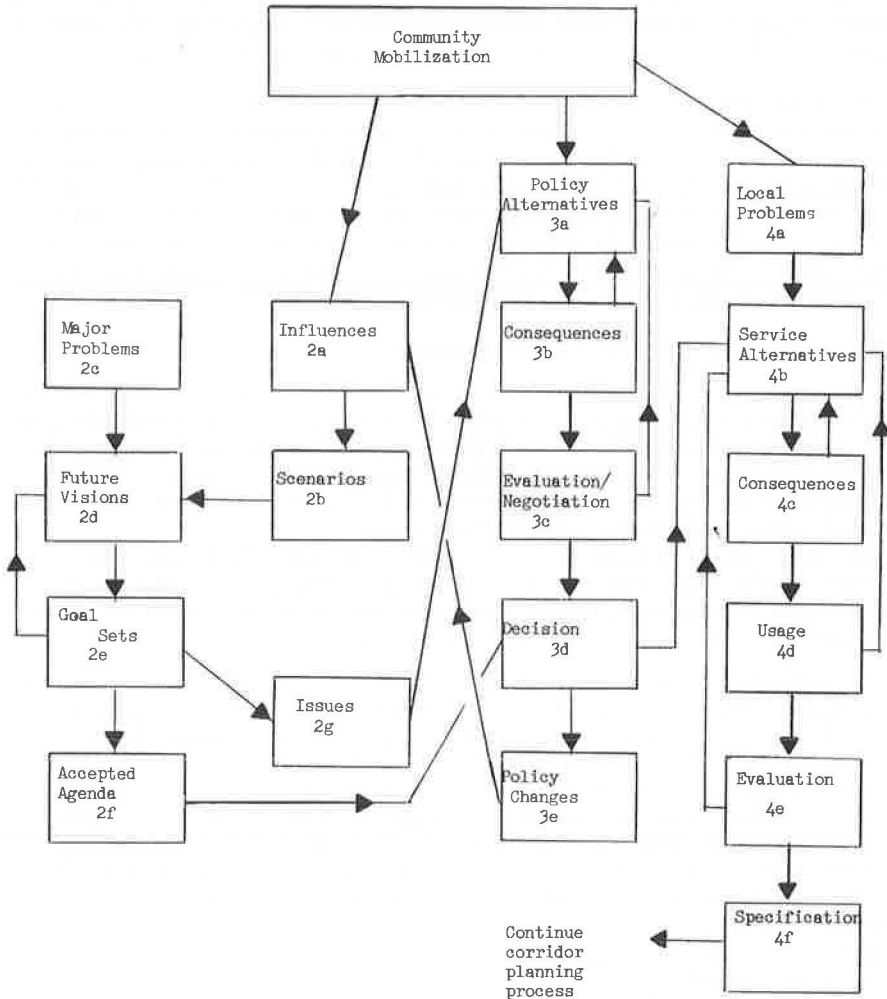 Community
Mobilization
Policy
Alternatives
3a
Local
Problems
4a
Major
Problems
2c
Influences
2a
Consequences
3b
Service
Alternatives
4b
Future
Visions
2d
Scenarios
2b
Evaluation/
Negotiation
3c
Consequences
4c
Goal
Sets
2e
Issues
2g
Decision
3d
Usage
4d
Accepted
Agenda
2f
Policy
Changes
3e
Evaluation
4e
Specification
4f
Continue
corridor
planning
process